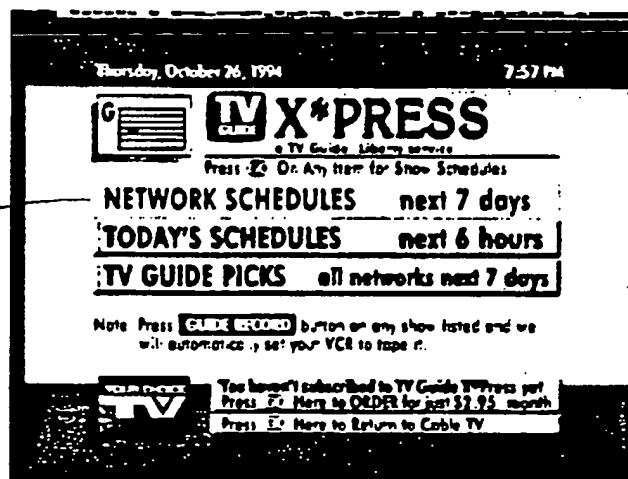 Thursday, October 26, 1994 7:57 PM
G
TV GUIDE X*PRESS
a TV Guide Liberty service
Press On Any Item for Show Schedules
NETWORK SCHEDULES next 7 days
TODAY'S SCHEDULES next 6 hours
TV GUIDE PICKS all networks next 7 days
Note Press GUIDE RECORD button on any show listed and we
will automatically set your VCR to tape it.
YOUR CHOICE TV
You haven't subscribed to TV Guide X*Press yet
Press Here to ORDER for just $2.95 month
Press Here to Return to Cable TV